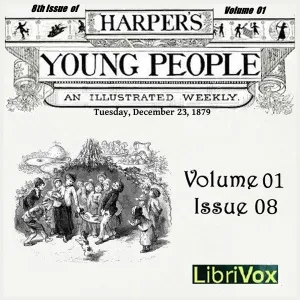 8th Issue of
Volume 01
HARPER'S
YOUNG PEOPLE
AN ILLUSTRATED WEEKLY.
Tuesday, December 23, 1879
Volume 01
Issue 08
LibriVox